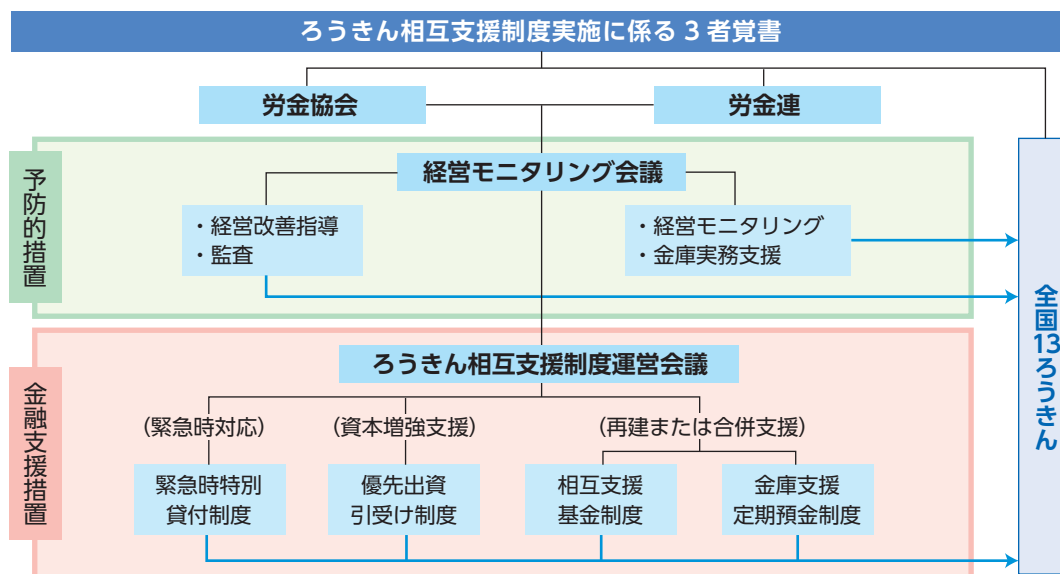 ろうきん相互支援制度実施に係る3者覚書
労金協会
労金連
予防的措置
経営モニタリング会議
・経営改善指導
・監査
・経営モニタリング
・金庫実務支援
全国13ろうきん
金融支援措置
ろうきん相互支援制度運営会議
(緊急時対応)
(資本増強支援)
(再建または合併支援)
緊急時特別
貸付制度
優先出資
引受け制度
相互支援
基金制度
金庫支援
定期預金制度